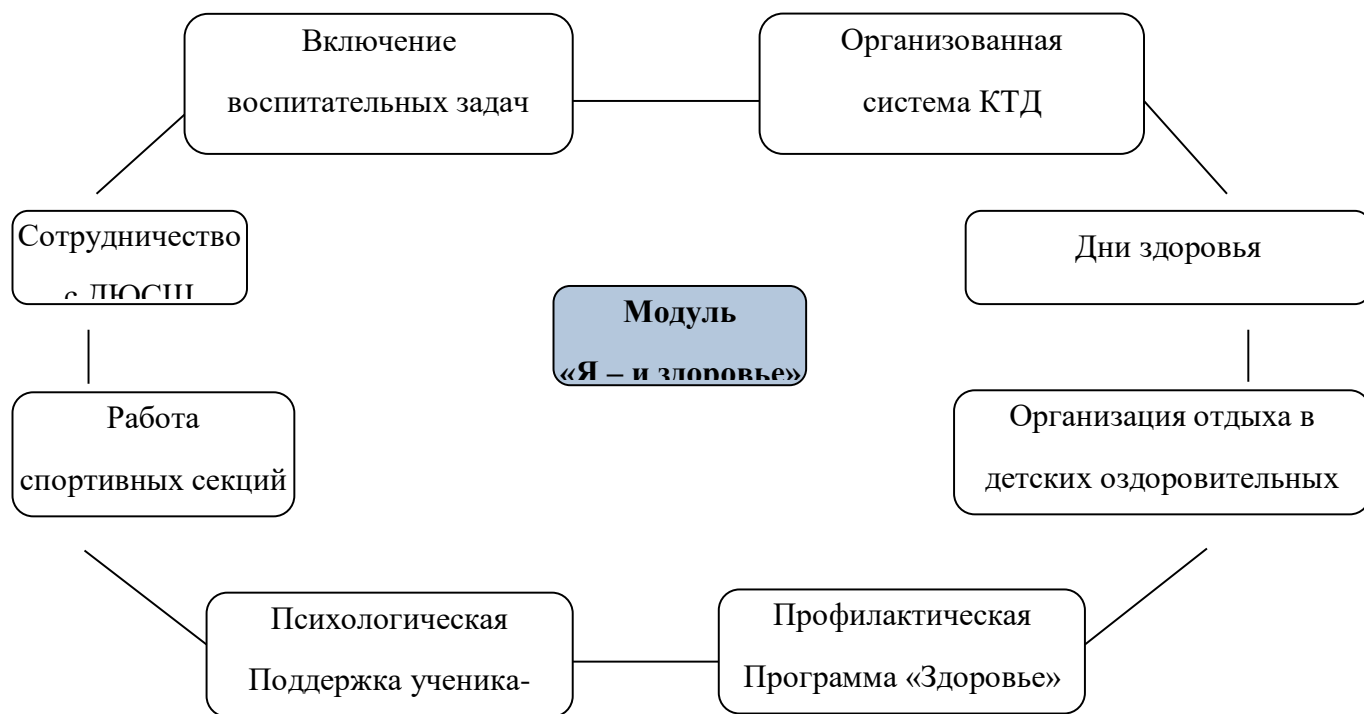 Включение
воспитательных задач
Организованная
система КТД
Сотрудничество
с ДЮСШ
Дни здоровья
Модуль
«Я – и здоровье»
Работа
спортивных секций
Организация отдыха в
детских оздоровительных
Психологическая
Поддержка ученика-
Профилактическая
Программа «Здоровье»